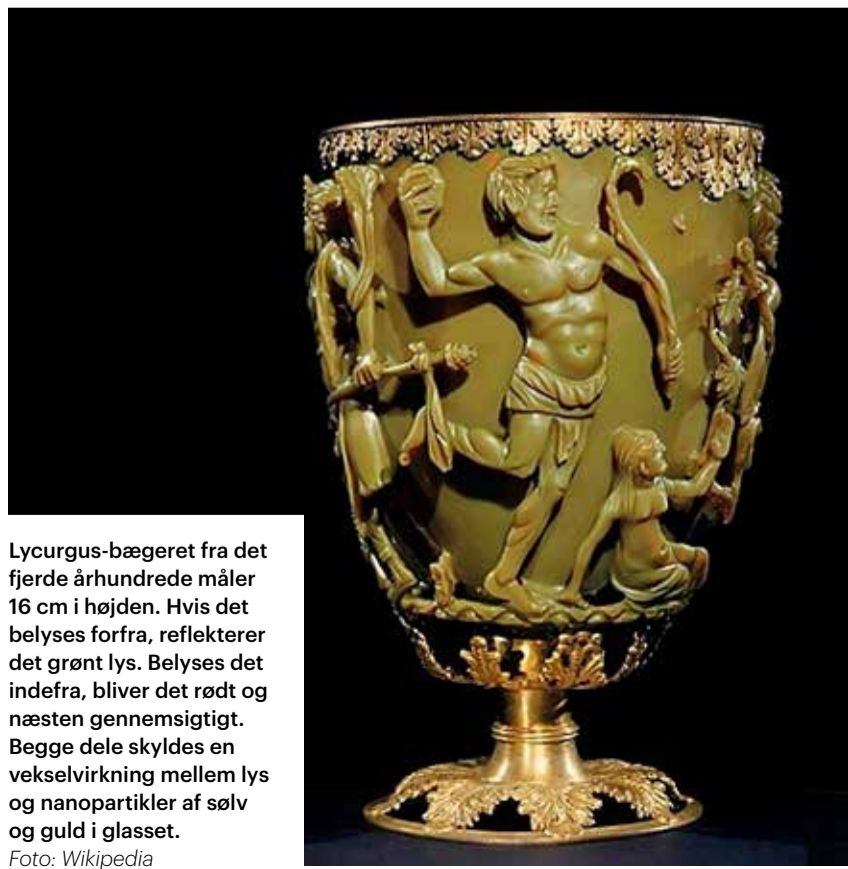 Lycurgus-bægeret fra det
fjerde århundrede måler
16 cm i højden. Hvis det
belyses forfra, reflekterer
det grønt lys. Belyses det
indefra, bliver det rødt og
næsten gennemsigtigt.
Begge dele skyldes en
vekselvirkning mellem lys
og nanopartikler af sølv
og guld i glasset.
Foto: Wikipedia